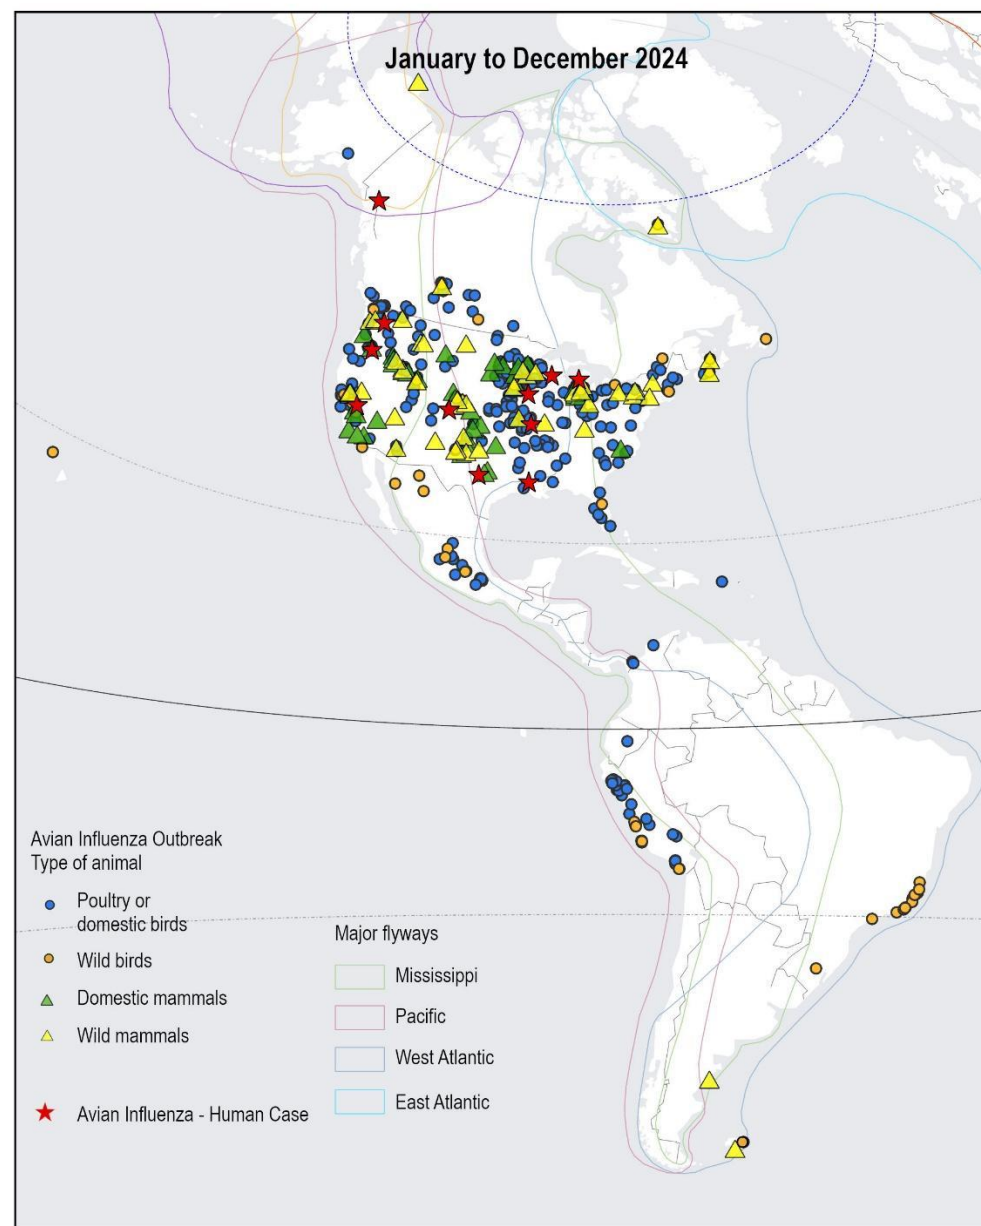 January to December 2024
Avian Influenza Outbreak
Type of animal
Poultry or
domestic birds
Wild birds
Domestic mammals
Wild mammals
Avian Influenza - Human Case
Major flyways
Mississippi
Pacific
West Atlantic
East Atlantic